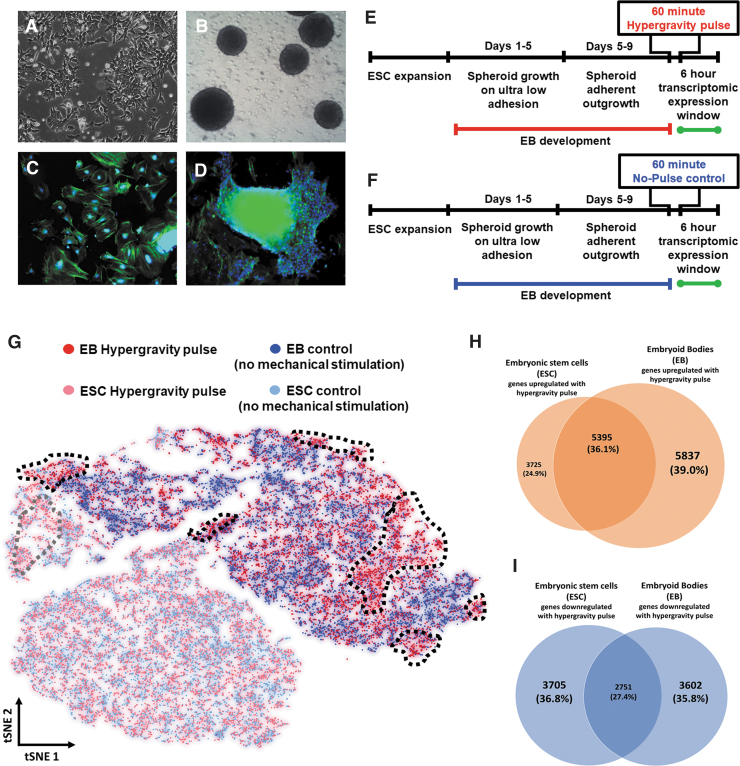 A
B
C
D
E
60 minute
Hypergravity pulse
Days 1-5
Days 5-9
ESC expansion
Spheroid growth
on ultra low
adhesion
Spheroid
adherent
outgrowth
6 hour
transcriptomic
expression
window
EB development
F
60 minute
No-Pulse control
Days 1-5
Days 5-9
ESC expansion
Spheroid growth
on ultra low
adhesion
Spheroid
adherent
outgrowth
6 hour
transcriptomic
expression
window
EB development
G
EB Hypergravity pulse
EB control
(no mechanical stimulation)
ESC Hypergravity pulse
ESC control
(no mechanical stimulation)
tSNE 2
tSNE 1
H
Embryonic stem cells
(ESC)
genes upregulated with
hypergravity pulse
Embryoid Bodies
(EB)
genes upregulated with
hypergravity pulse
3725
(24.9%)
5395
(36.1%)
5837
(39.0%)
I
Embryonic stem cells
(ESC)
genes downregulated
with hypergravity pulse
Embryoid Bodies
(EB)
genes downregulated
with hypergravity pulse
3705
(36.8%)
2751
(27.4%)
3602
(35.8%)